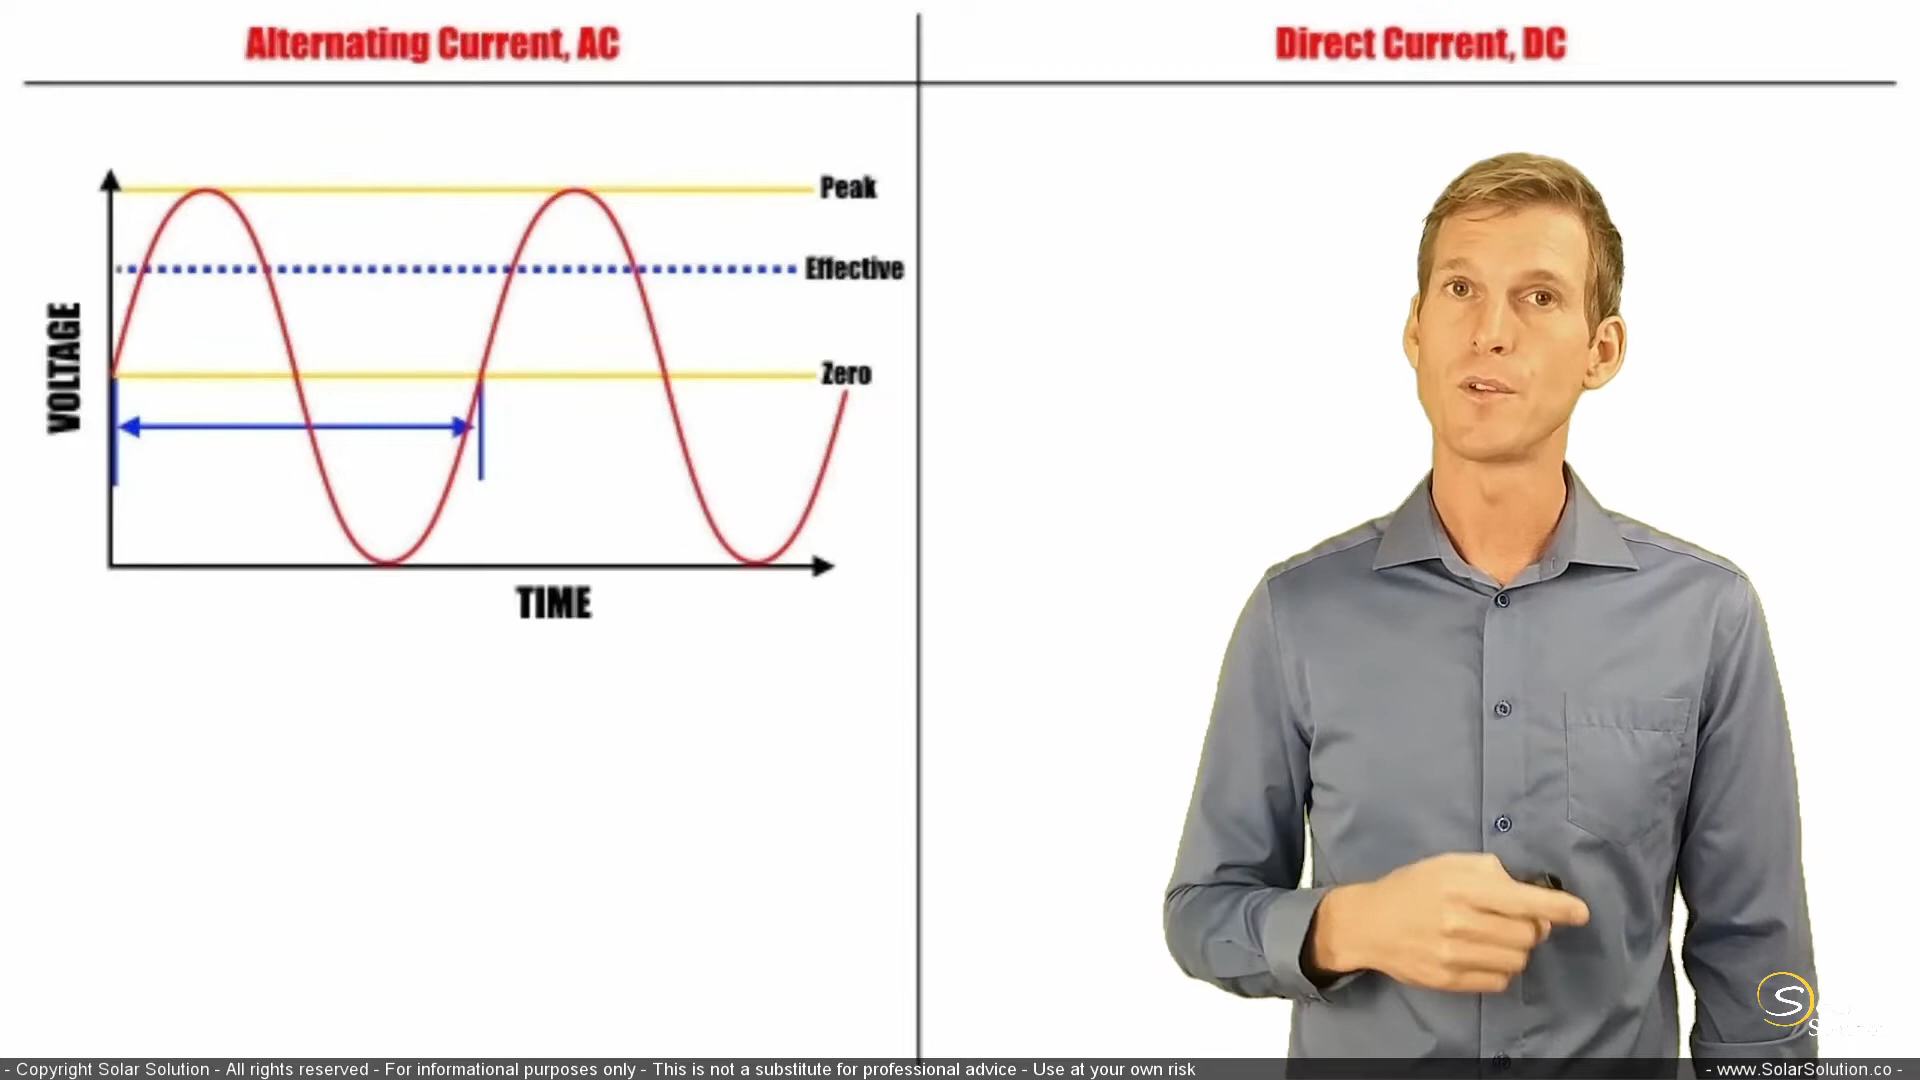 Alternating Current, AC
Direct Current, DC
Peak
Effective
VOLTAGE
Zero
TIME
S
- Copyright Solar Solution - All rights reserved - For informational purposes only - This is not a substitute for professional advice - Use at your own risk
- www.SolarSolution.co -